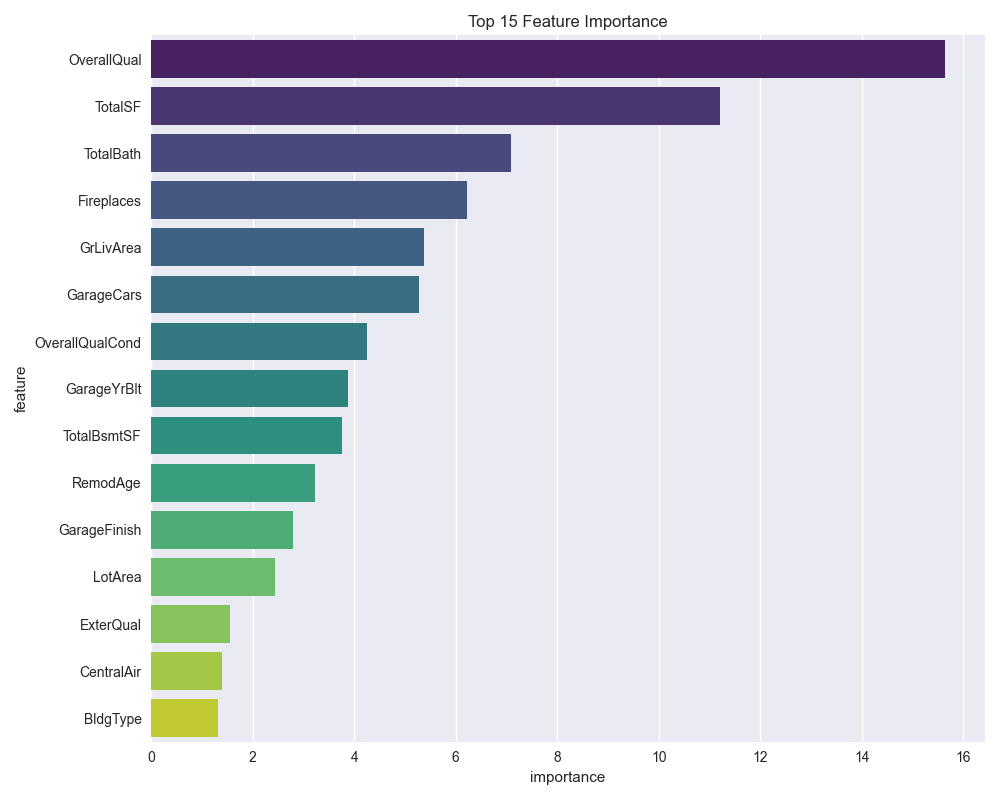 Top 15 Feature Importance
OverallQual
TotalSF
TotalBath
Fireplaces
GrLivArea
GarageCars
OverallQualCond
GarageYrBlt
TotalBsmtSF
RemodAge
GarageFinish
LotArea
ExterQual
CentralAir
BldgType
feature
0 2 4 6 8 10 12 14 16
importance